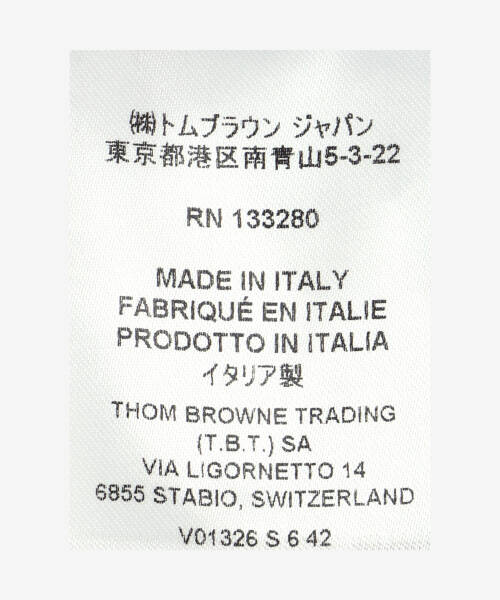 ㈱トムブラウン ジャパン
東京都港区南青山5-3-22
RN 133280
MADE IN ITALY
FABRIQUÉ EN ITALIE
PRODOTTO IN ITALIA
イタリア製
THOM BROWNE TRADING
(T.B.T.) SA
VIA LIGORNETTO 14
6855 STABIO, SWITZERLAND
V01326 S 6 42